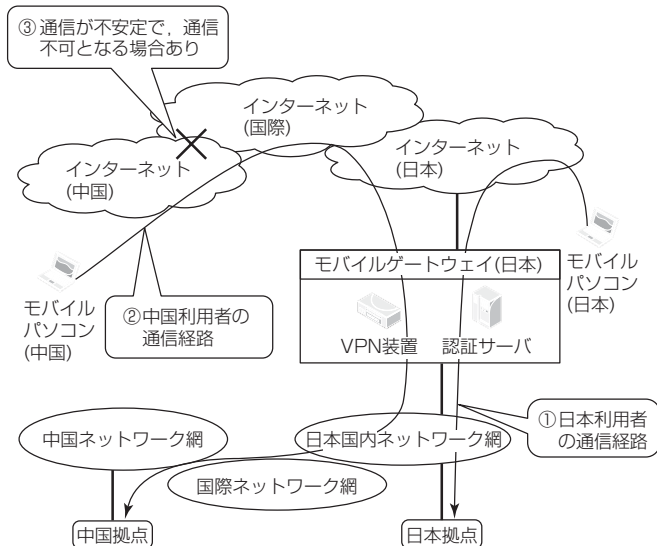 ③通信が不安定で，通信
不可となる場合あり
インターネット
(国際)
インターネット
(中国)
インターネット
(日本)
モバイルゲートウェイ(日本)
VPN装置
認証サーバ
モバイル
パソコン
(中国)
②中国利用者の
通信経路
モバイル
パソコン
(日本)
①日本利用者
の通信経路
中国ネットワーク網
日本国内ネットワーク網
国際ネットワーク網
中国拠点
日本拠点